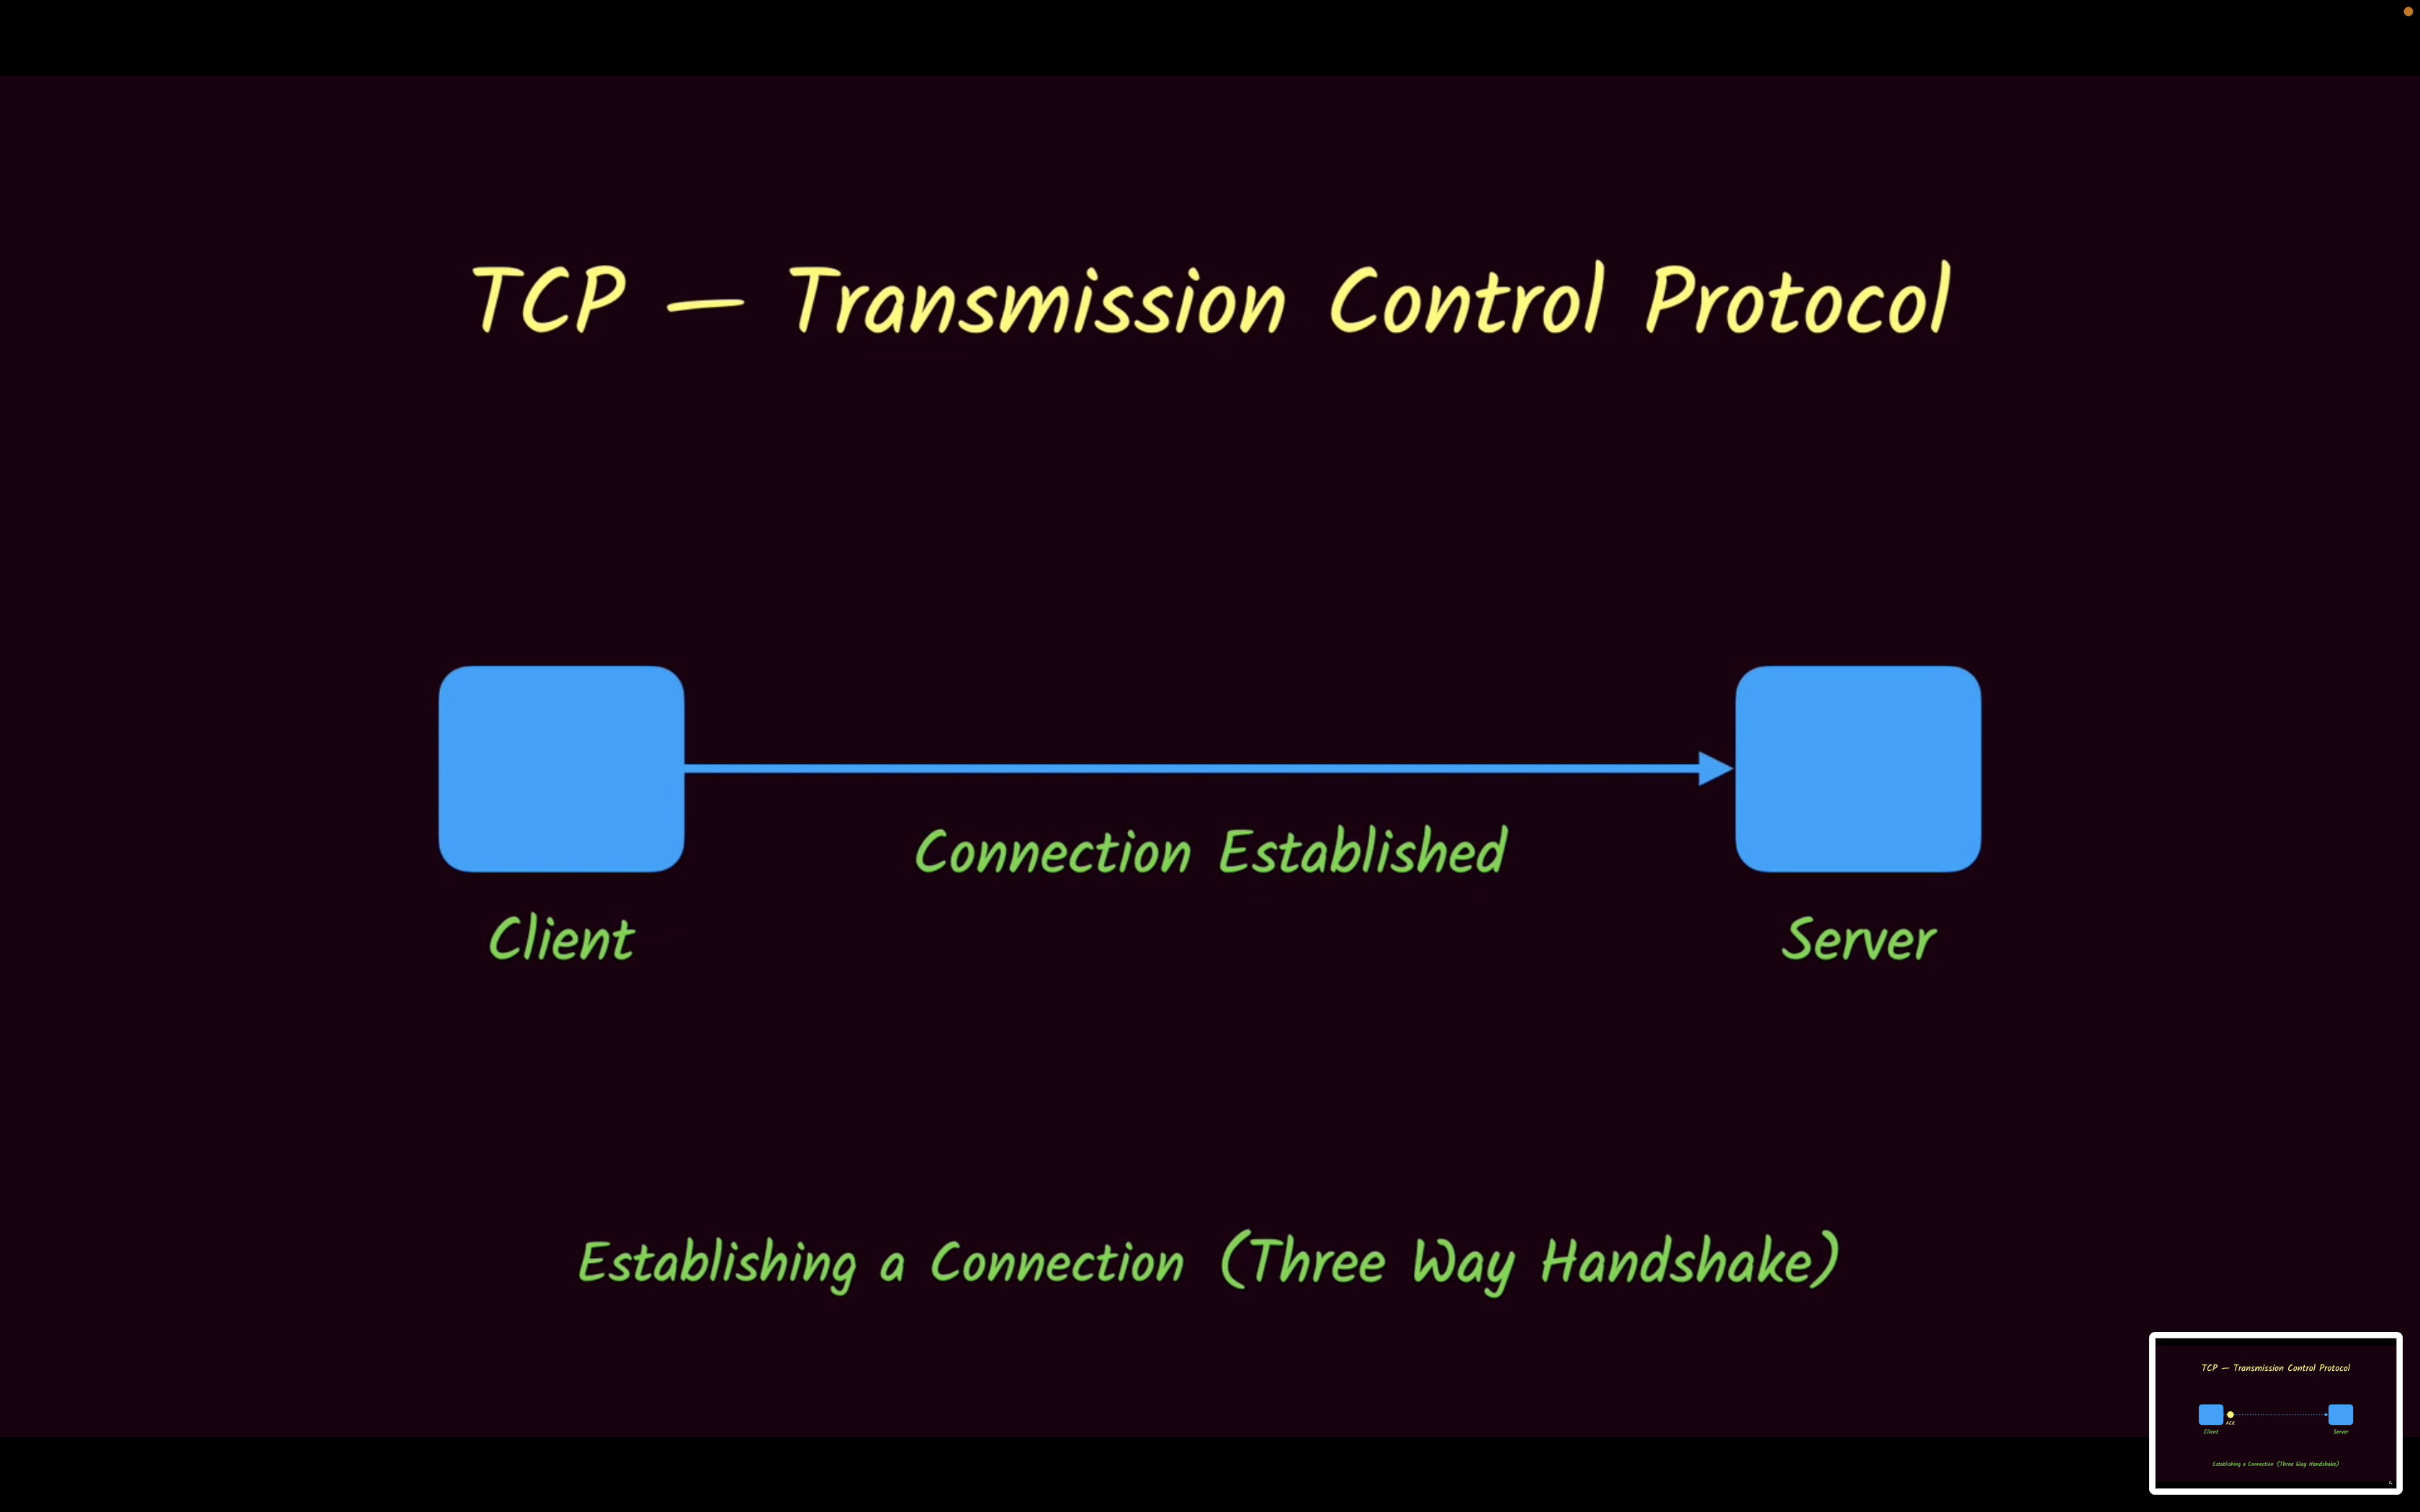 TCP — Transmission Control Protocol
Connection Established
Client
Server
Establishing a Connection (Three Way Handshake)
TCP — Transmission Control Protocol
ACK
Client
Server
Establishing a Connection (Three Way Handshake)